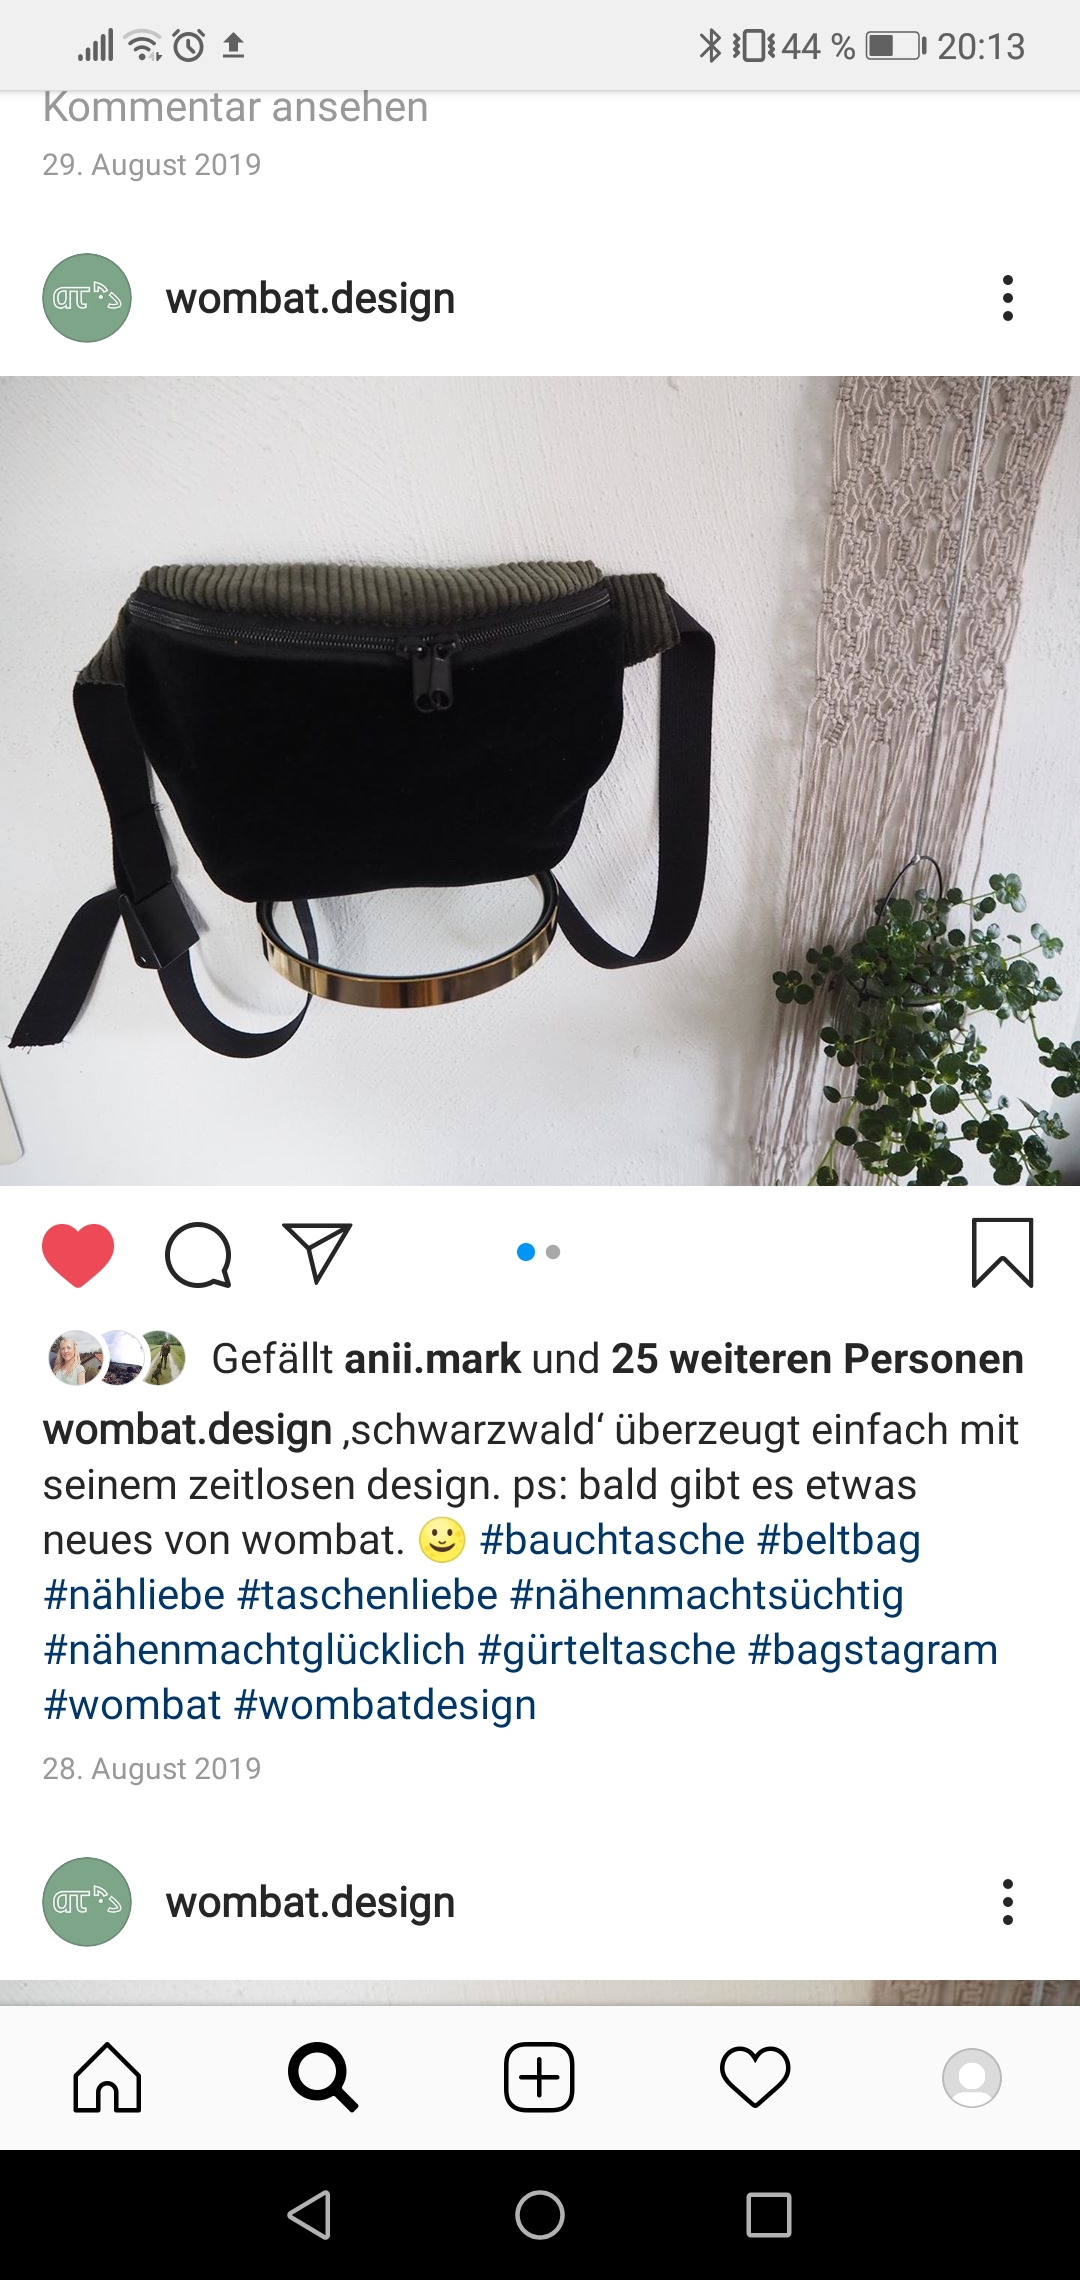 44 % 20:13
Kommentar ansehen
29. August 2019
wombat.design
Gefällt anii.mark und 25 weiteren Personen
wombat.design ‚schwarzwald‘ überzeugt einfach mit
seinem zeitlosen design. ps: bald gibt es etwas
neues von wombat. 🌝 #bauchtasche #beltbag
#nähliebe #taschenliebe #nähenmachtsüchtig
#nähenmachtglücklich #gürteltasche #bagstagram
#wombat #wombatdesign
28. August 2019
wombat.design